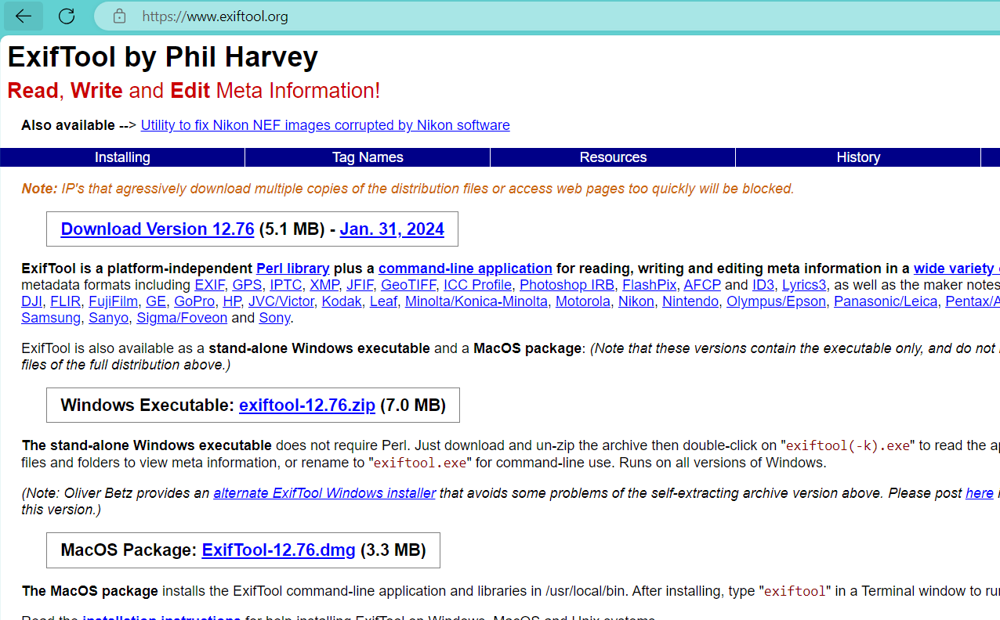 https://www.exiftool.org
ExifTool by Phil Harvey
Read, Write and Edit Meta Information!
Also available --> Utility to fix Nikon NEF images corrupted by Nikon software
Installing Tag Names Resources History
Note: IP's that agressively download multiple copies of the distribution files or access web pages too quickly will be blocked.
Download Version 12.76 (5.1 MB) - Jan. 31, 2024
ExifTool is a platform-independent Perl library plus a command-line application for reading, writing and editing meta information in a wide variety
metadata formats including EXIF, GPS, IPTC, XMP, JFIF, GeoTIFF, ICC Profile, Photoshop IRB, FlashPix, AFCP and ID3, Lyrics3, as well as the maker notes
DJI, FLIR, FujiFilm, GE, GoPro, HP, JVC/Victor, Kodak, Leaf, Minolta/Konica-Minolta, Motorola, Nikon, Nintendo, Olympus/Epson, Panasonic/Leica, Pentax/A
Samsung, Sanyo, Sigma/Foveon and Sony.
ExifTool is also available as a stand-alone Windows executable and a MacOS package: (Note that these versions contain the executable only, and do not
files of the full distribution above.)
Windows Executable: exiftool-12.76.zip (7.0 MB)
The stand-alone Windows executable does not require Perl. Just download and un-zip the archive then double-click on "exiftool(-k).exe" to read the ap
files and folders to view meta information, or rename to "exiftool.exe" for command-line use. Runs on all versions of Windows.
(Note: Oliver Betz provides an alternate ExifTool Windows installer that avoids some problems of the self-extracting archive version above. Please post here
this version.)
MacOS Package: ExifTool-12.76.dmg (3.3 MB)
The MacOS package installs the ExifTool command-line application and libraries in /usr/local/bin. After installing, type "exiftool" in a Terminal window to ru
Read the installation instructions for help installing ExifTool on Windows, MacOS and Unix systems.